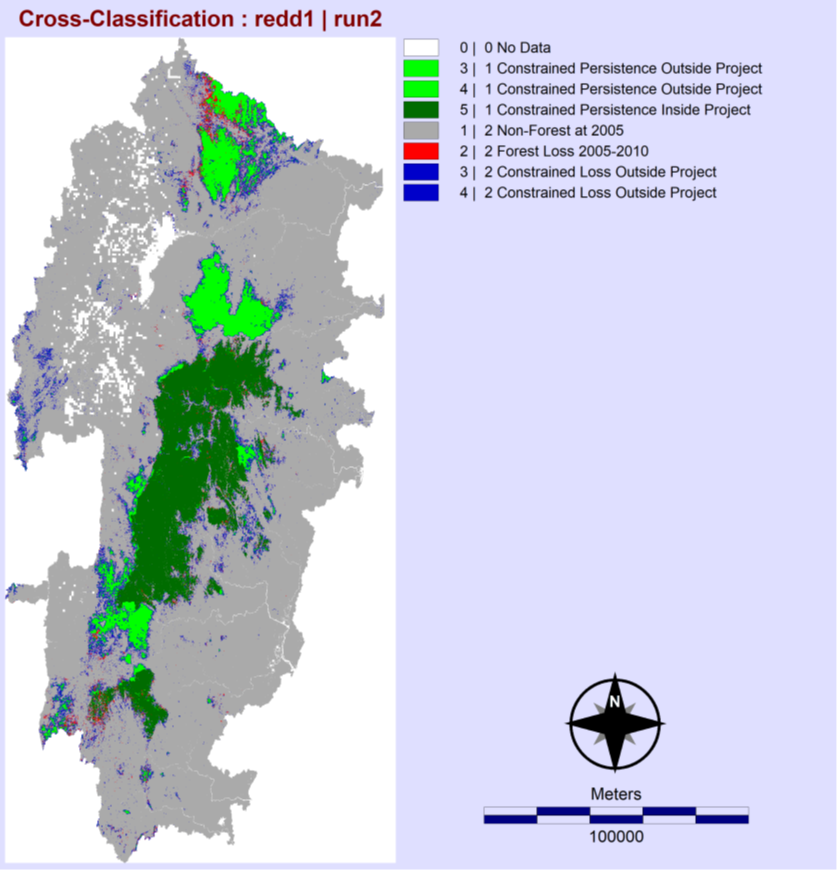 Cross-Classification : redd1 | run2
0 | 0 No Data
3 | 1 Constrained Persistence Outside Project
4 | 1 Constrained Persistence Outside Project
5 | 1 Constrained Persistence Inside Project
1 | 2 Non-Forest at 2005
2 | 2 Forest Loss 2005-2010
3 | 2 Constrained Loss Outside Project
4 | 2 Constrained Loss Outside Project
N
Meters
100000